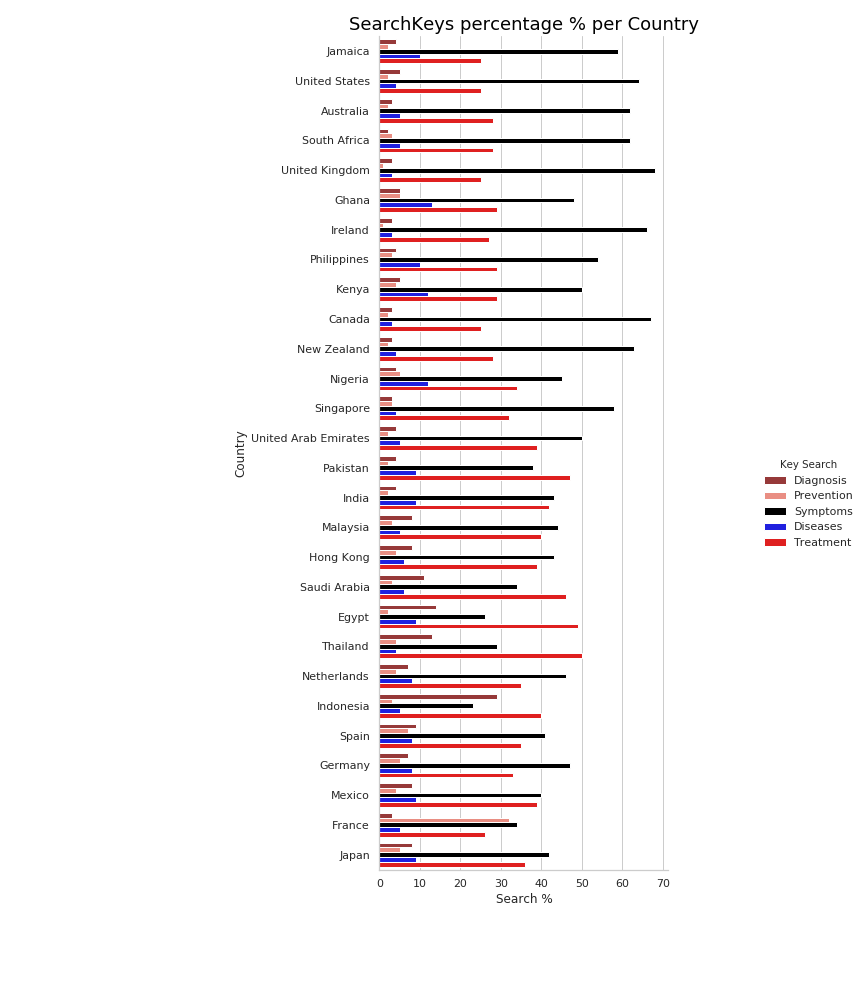 SearchKeys percentage % per Country
Jamaica
United States
Australia
South Africa
United Kingdom
Ghana
Ireland
Philippines
Kenya
Canada
New Zealand
Nigeria
Singapore
United Arab Emirates
Pakistan
India
Malaysia
Hong Kong
Saudi Arabia
Egypt
Thailand
Netherlands
Indonesia
Spain
Germany
Mexico
France
Japan
Country
0 10 20 30 40 50 60 70
Search %
Key Search
Diagnosis
Prevention
Symptoms
Diseases
Treatment